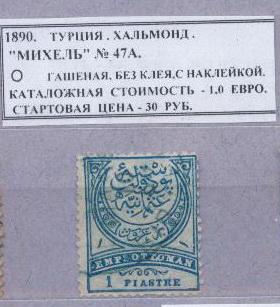 1890. ТУРЦИЯ . ХАЛЬМОНД .
"МИХЕЛЬ" № 47А.
О ГАШЕНАЯ, БЕЗ КЛЕЯ,С НАКЛЕЙКОЙ.
КАТАЛОЖНАЯ СТОИМОСТЬ - 1.0 ЕВРО.
СТАРТОВАЯ ЦЕНА - 30 РУБ.
EMP: OTTOMAN
1 PIASTRE